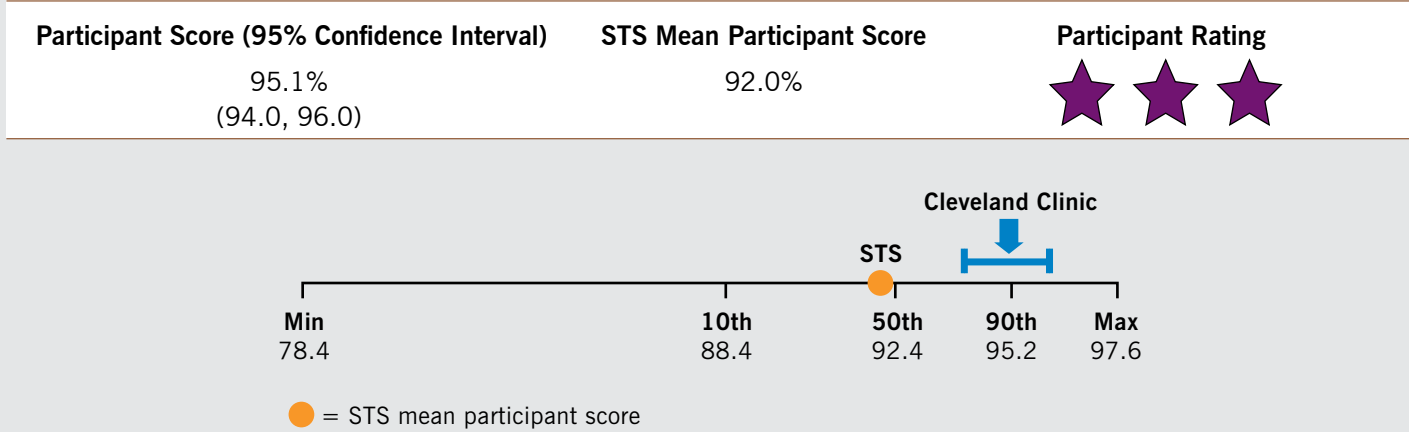 Participant Score (95% Confidence Interval) STS Mean Participant Score Participant Rating
95.1% 92.0%
(94.0, 96.0)
Cleveland Clinic
STS
Min 10th 50th 90th Max
78.4 88.4 92.4 95.2 97.6
= STS mean participant score